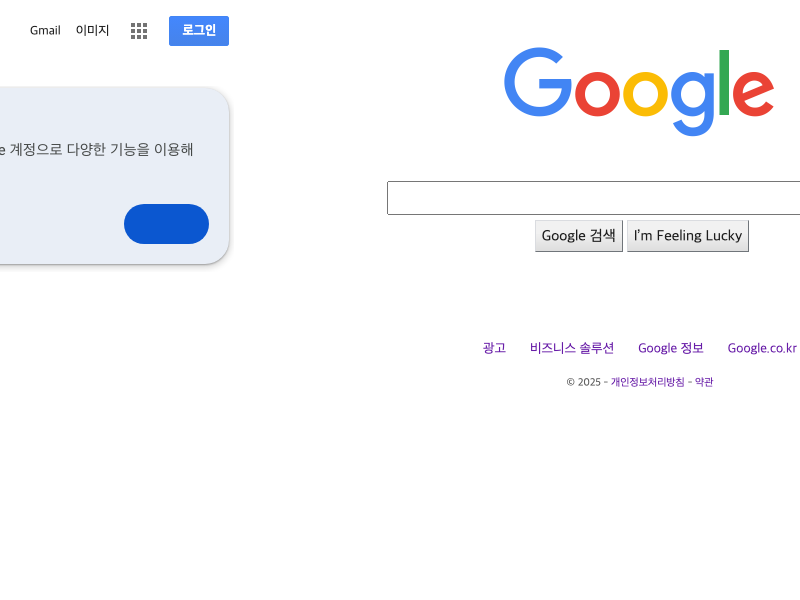 Gmail 이미지 로그인
Google
e 계정으로 다양한 기능을 이용해
Google 검색 I'm Feeling Lucky
광고 비즈니스 솔루션 Google 정보 Google.co.kr
© 2025 - 개인정보처리방침 - 약관